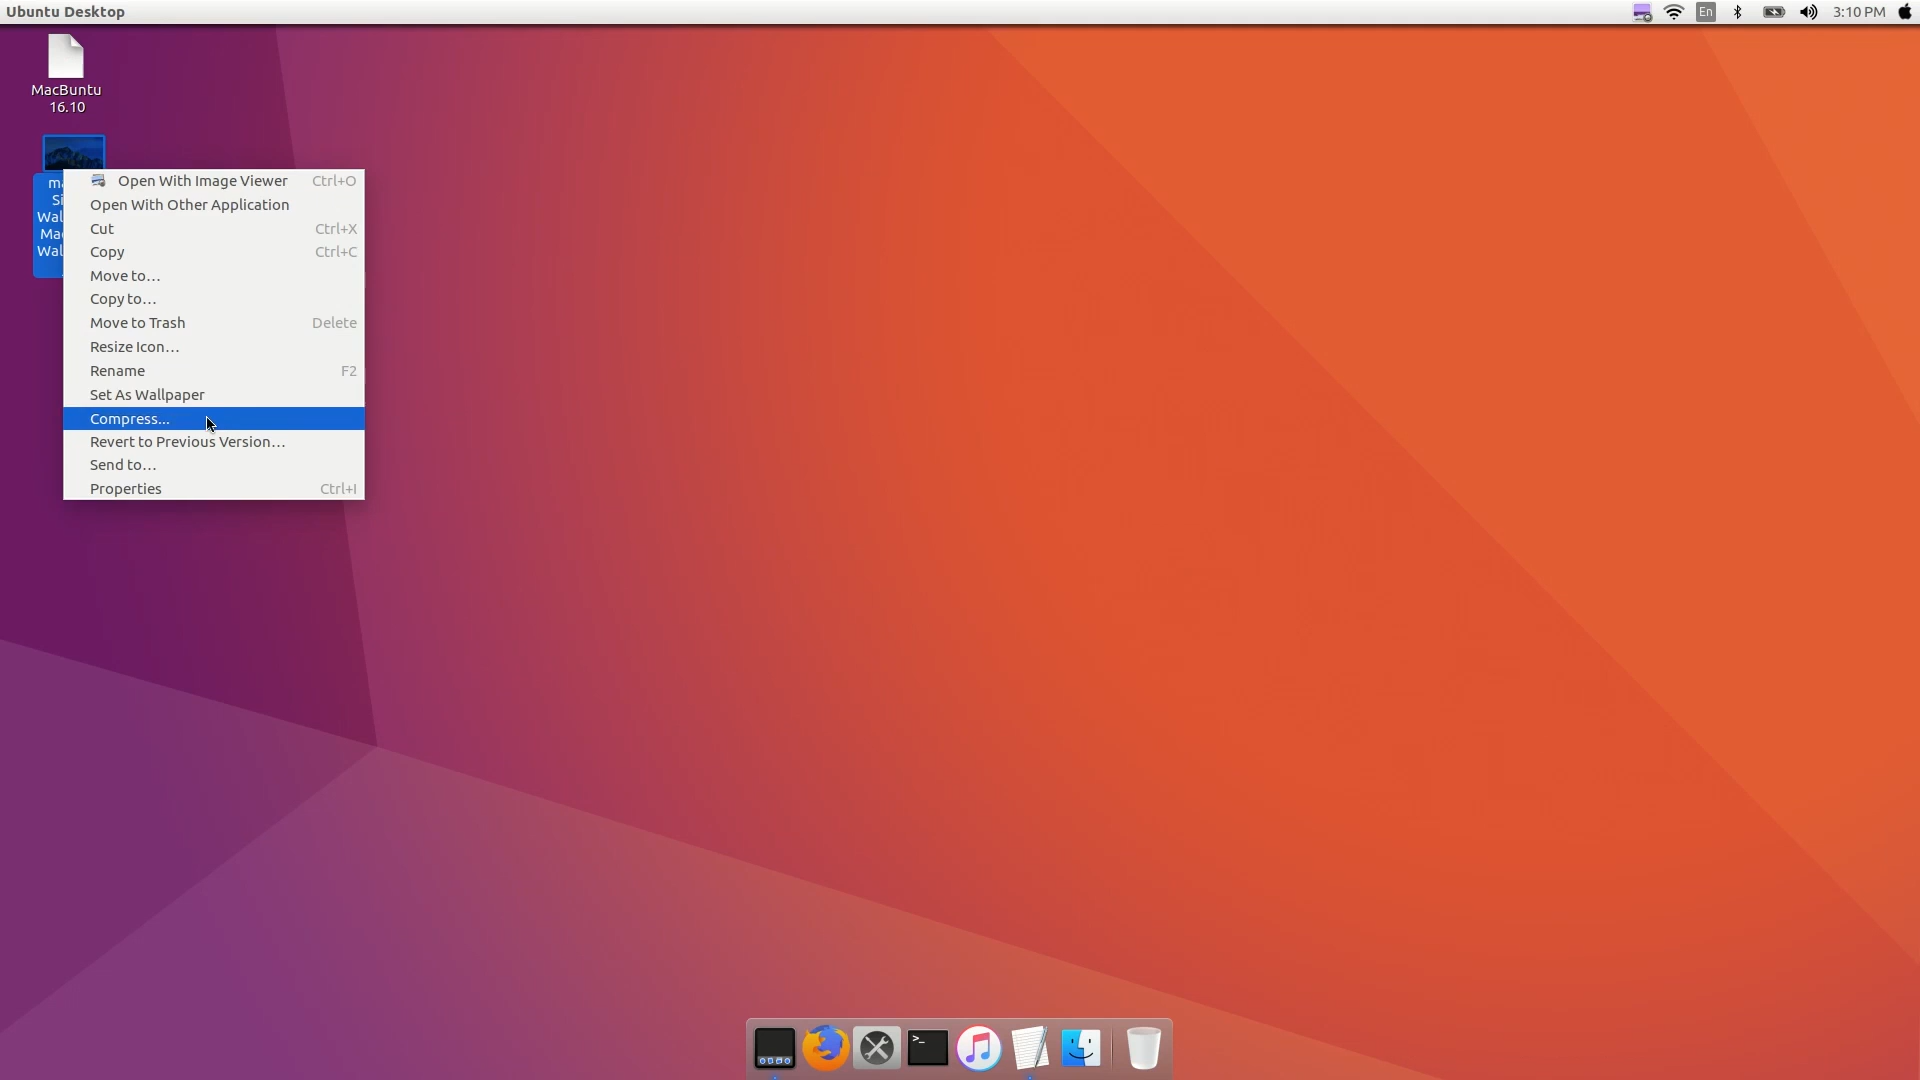 Ubuntu Desktop
En
3:10 PM
MacBuntu
16.10
Open With Image Viewer Ctrl+O
Open With Other Application
Cut Ctrl+X
Copy Ctrl+C
Move to…
Copy to…
Move to Trash Delete
Resize Icon…
Rename F2
Set As Wallpaper
Compress...
Revert to Previous Version…
Send to…
Properties Ctrl+I
>_